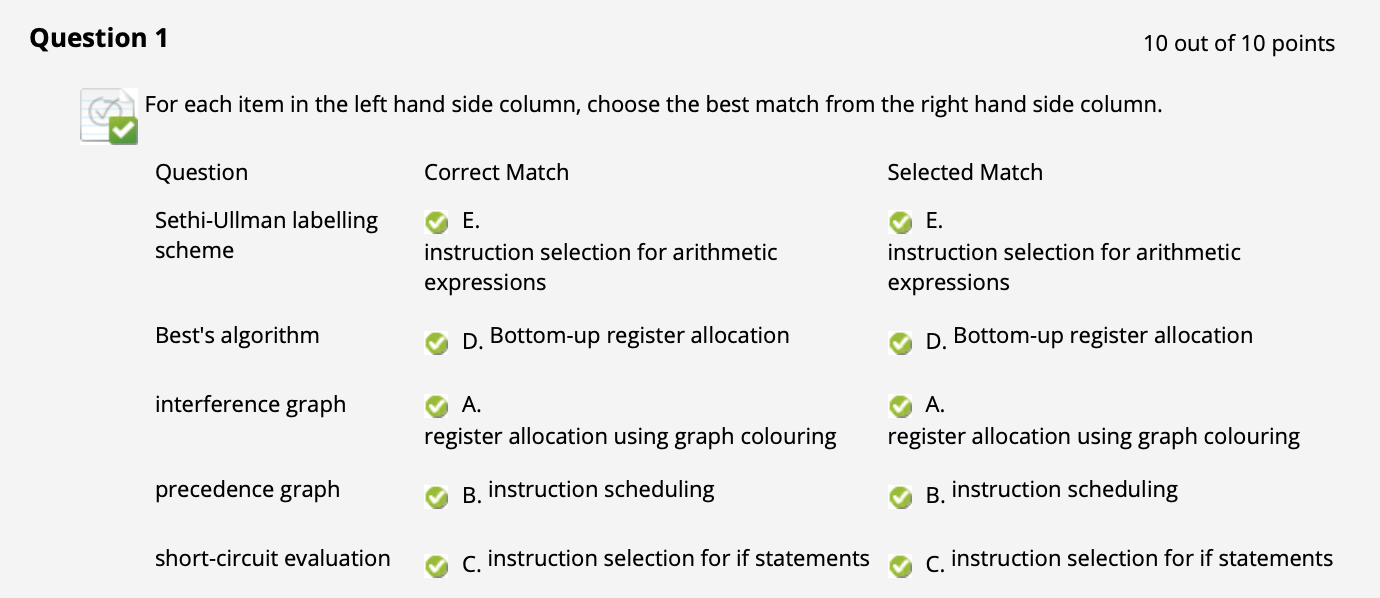 Question 1
10 out of 10 points
For each item in the left hand side column, choose the best match from the right hand side column.
Question Correct Match Selected Match
Sethi-Ullman labelling scheme
E.
instruction selection for arithmetic
expressions
E.
instruction selection for arithmetic
expressions
Best's algorithm
D. Bottom-up register allocation
D. Bottom-up register allocation
interference graph
A.
register allocation using graph colouring
A.
register allocation using graph colouring
precedence graph
B. instruction scheduling
B. instruction scheduling
short-circuit evaluation
C. instruction selection for if statements
C. instruction selection for if statements